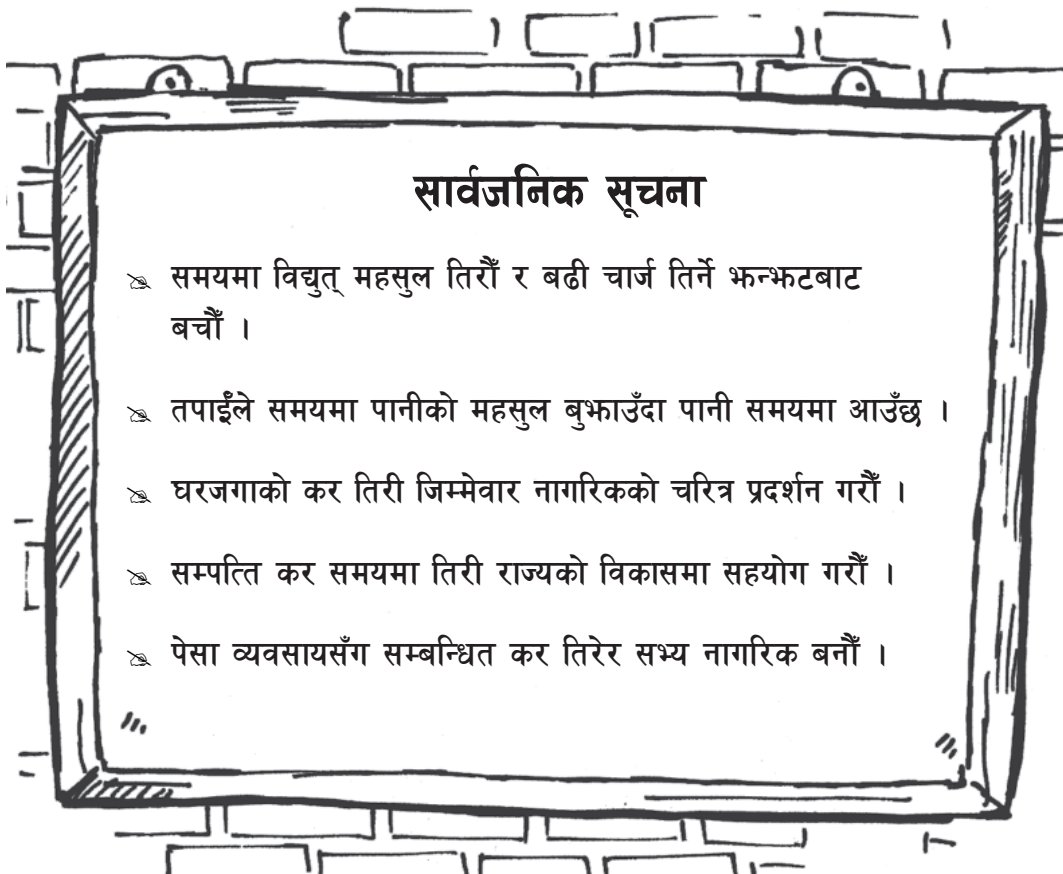 सार्वजनिक सूचना
समयमा विद्युत् महसुल तिरौँ र बढी चार्ज तिर्ने झन्झटबाट
बचौँ ।
तपाईँले समयमा पानीको महसुल बुझाउँदा पानी समयमा आउँछ ।
घरजगाको कर तिरी जिम्मेवार नागरिकको चरित्र प्रदर्शन गरौँ ।
सम्पत्ति कर समयमा तिरी राज्यको विकासमा सहयोग गरौँ ।
पेसा व्यवसायसँग सम्बन्धित कर तिरेर सभ्य नागरिक बनौँ ।